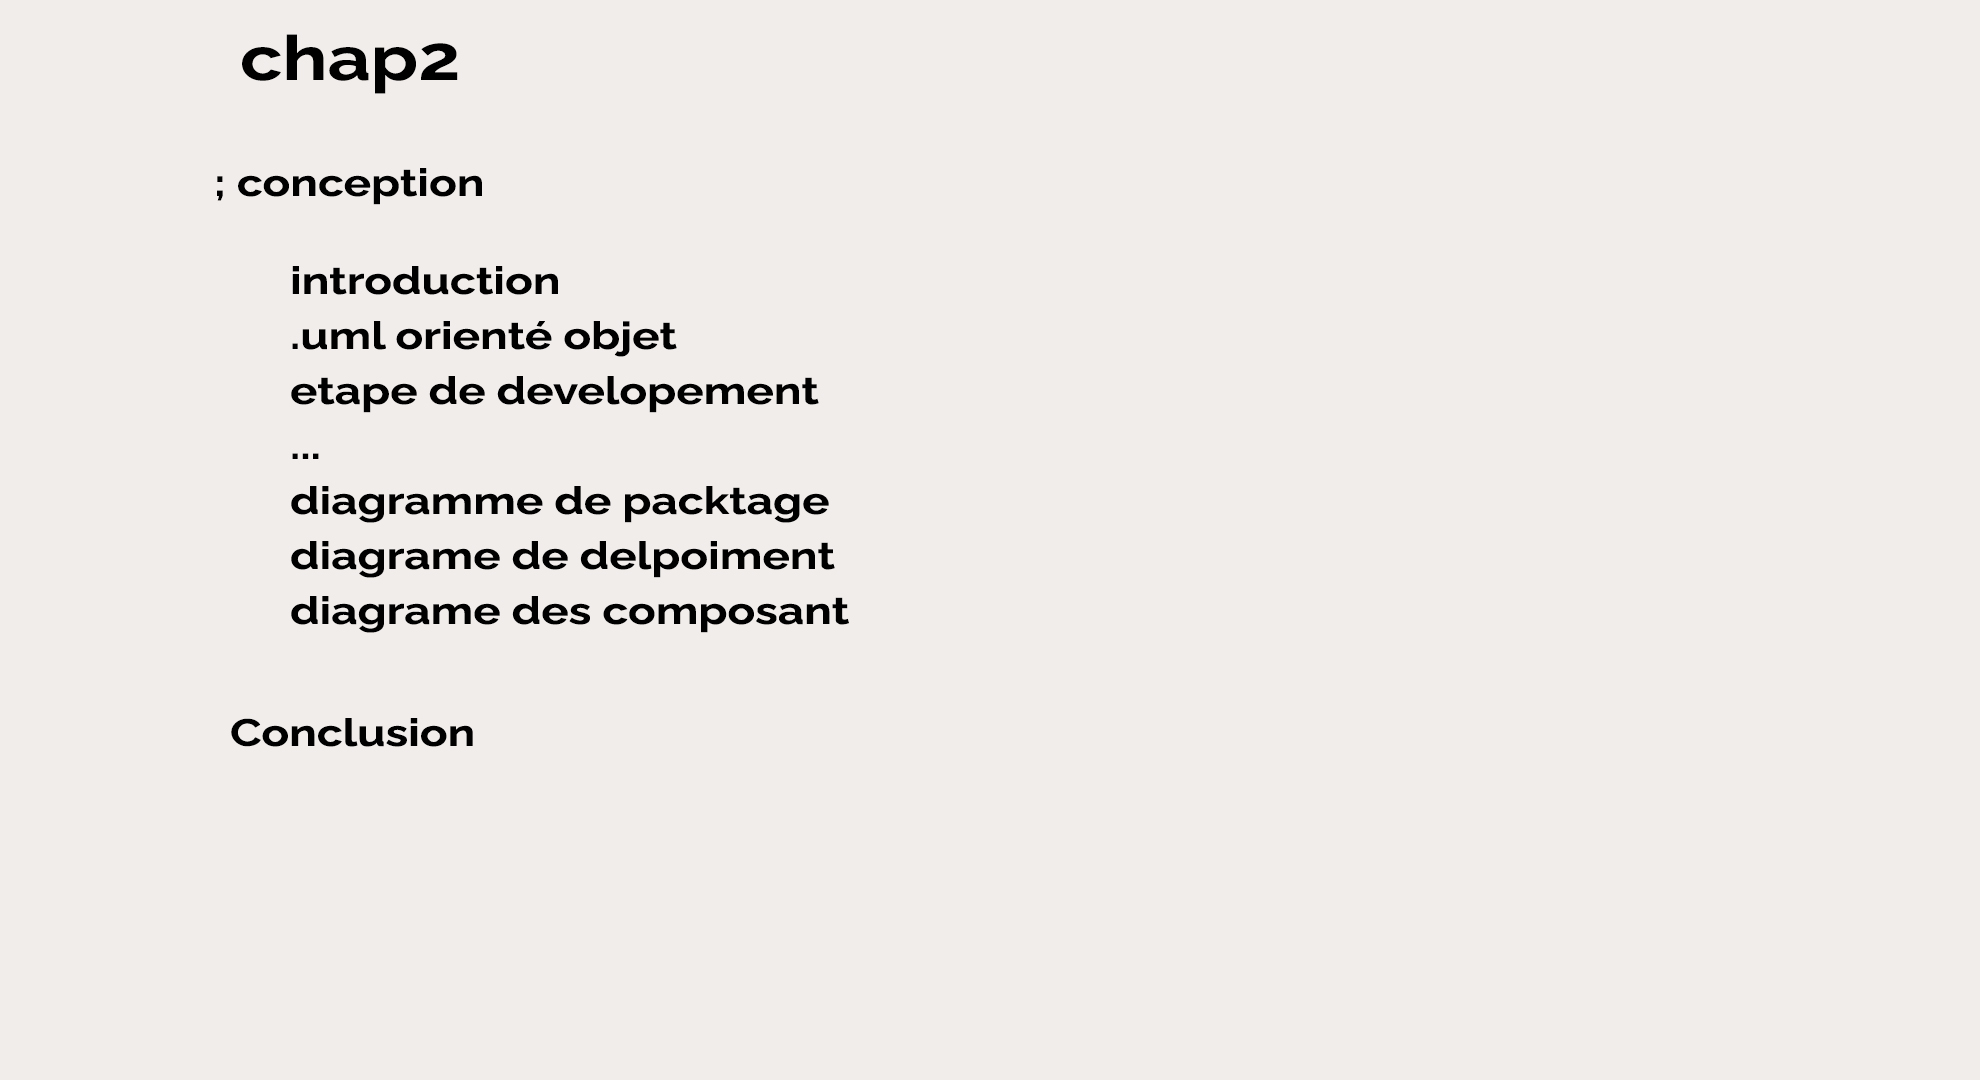 chap2
; conception
introduction
.uml orienté objet
etape de developement
...
diagramme de packtage
diagrame de delpoiment
diagrame des composant
Conclusion